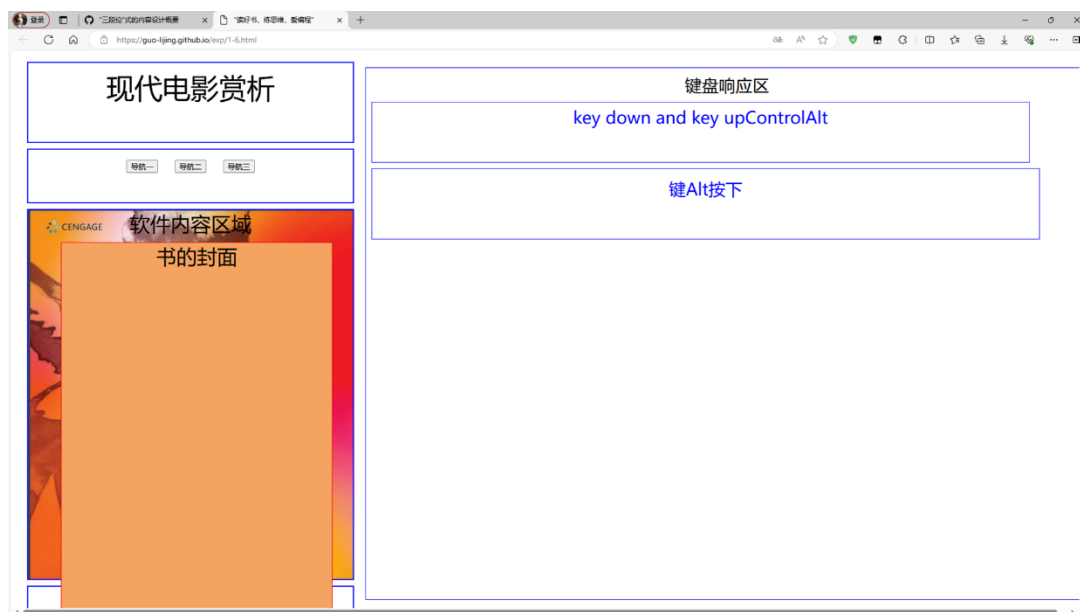 登录
"三段论"式的内容设计概要
"读好书、练思维、爱编程"
https://guo-lijing.github.io/exp/1-6.html
现代电影赏析
导航一
导航二
导航三
CENGAGE
软件内容区域
书的封面
键盘响应区
key down and key upControlAlt
键Alt按下